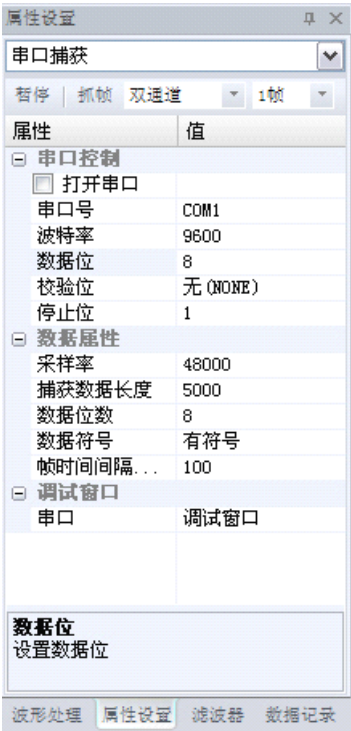 属性设置
串口捕获
暂停 抓帧 双通道 1帧
属性 值
串口控制
打开串口
串口号 COM1
波特率 9600
数据位 8
校验位 无(NONE)
停止位 1
数据属性
采样率 48000
捕获数据长度 5000
数据位数 8
数据符号 有符号
帧时间间隔... 100
调试窗口
串口 调试窗口
数据位
设置数据位
波形处理 属性设置 滤波器 数据记录